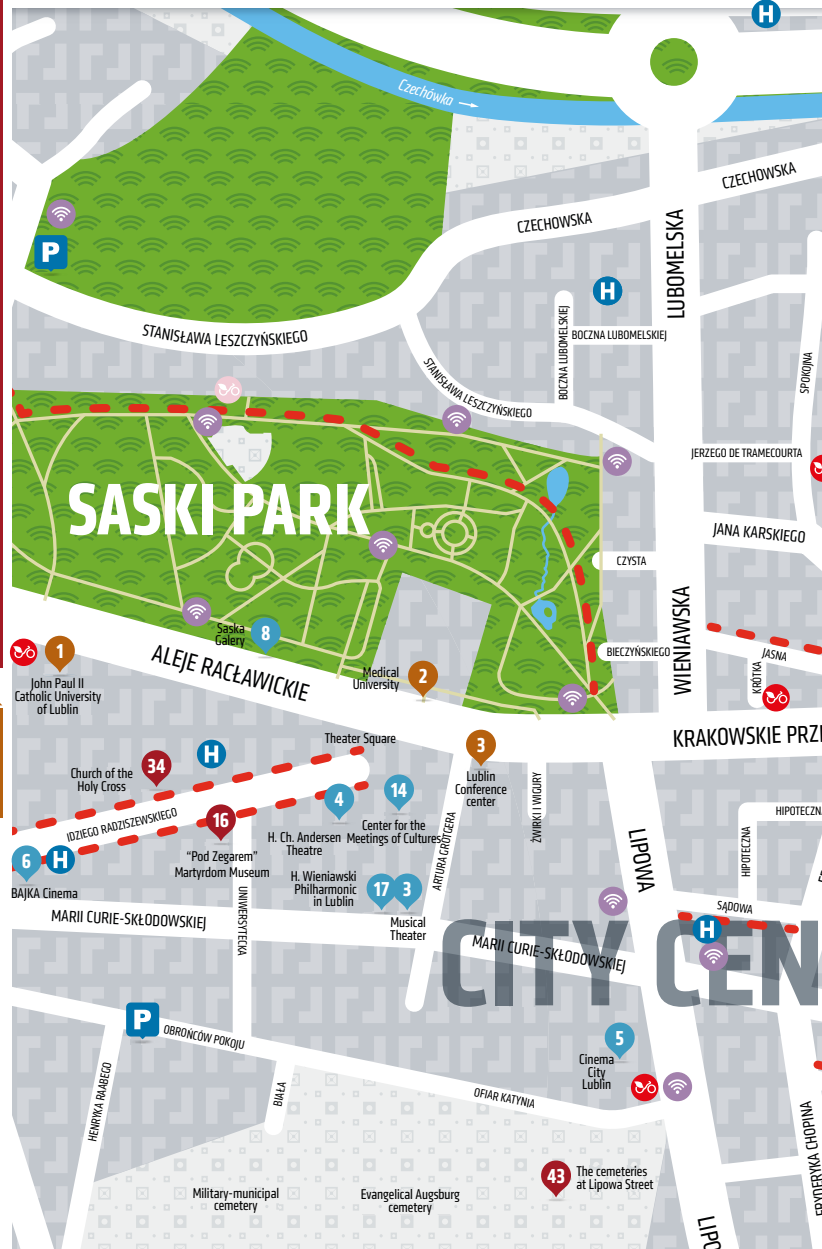 H
Czechówka
CZECHOWSKA
CZECHOWSKA
LUBOMELSKA
P
H
STANISŁAWA LESZCZYŃSKIEGO
BOCZNA LUBOMELSKIEJ
BOCZNA LUBOMELSKIEJ
STANISŁAWA LESZCZYŃSKIEGO
SPOKOJNA
JERZEGO DE TRAMECOURTA
SASKI PARK
JANA KARSKIEGO
CZYSTA
WIENIAWSKA
Saska
Galery
8
BIECZYŃSKIEGO
JASNA
KRÓTKA
1
John Paul II
Catholic University
of Lublin
ALEJE RACŁAWICKIE
Medical
University
2
KRAKOWSKIE PRZE
Theater Square
3
Lublin
Conference
center
H
Church of the
Holy Cross
34
IDZIEGO RADZISZEWSKIEGO
16
"Pod Zegarem"
Martyrdom Museum
4
H. Ch. Andersen
Theatre
14
Center for the
Meetings of Cultures
ARTURA GROTGERA
ŻWIRKI I WIGURY
LIPOWA
HIPOTECZNA
HIPOTECZNA
6
H
BAJKA Cinema
H. Wieniawski
Philharmonic
in Lublin
17
3
Musical
Theater
UNIWERSYTECKA
SĄDOWA
H
MARII CURIE-SKŁODOWSKIEJ
MARII CURIE-SKŁODOWSKIEJ
CITY CEN
P
OBROŃCÓW POKOJU
HENRYKA RAABEGO
BIAŁA
OFIAR KATYNIA
5
Cinema
City
Lublin
FRYDERYKA CHOPINA
43
The cemeteries
at Lipowa Street
Military-municipal
cemetery
Evangelical Augsburg
cemetery
LIPO